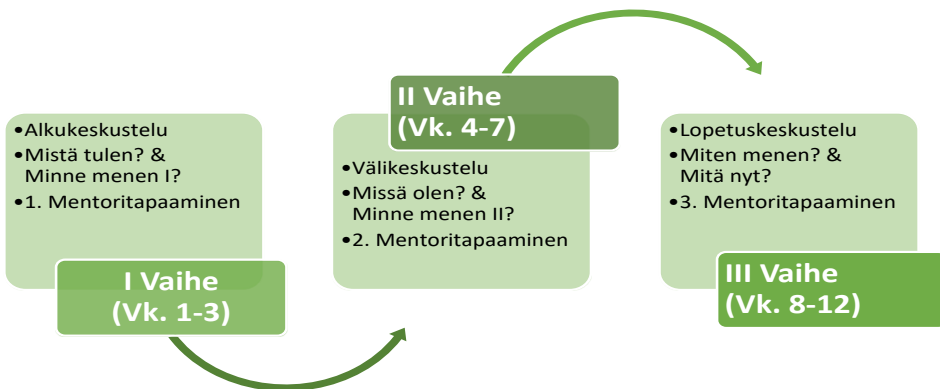 •Alkukeskustelu
•Mistä tulen? &
Minne menen I?
•1. Mentoritapaaminen
I Vaihe
(Vk. 1-3)
II Vaihe
(Vk. 4-7)
•Välikeskustelu
•Missä olen? &
Minne menen II?
•2. Mentoritapaaminen
•Lopetuskeskustelu
•Miten menen? &
Mitä nyt?
•3. Mentoritapaaminen
III Vaihe
(Vk. 8-12)